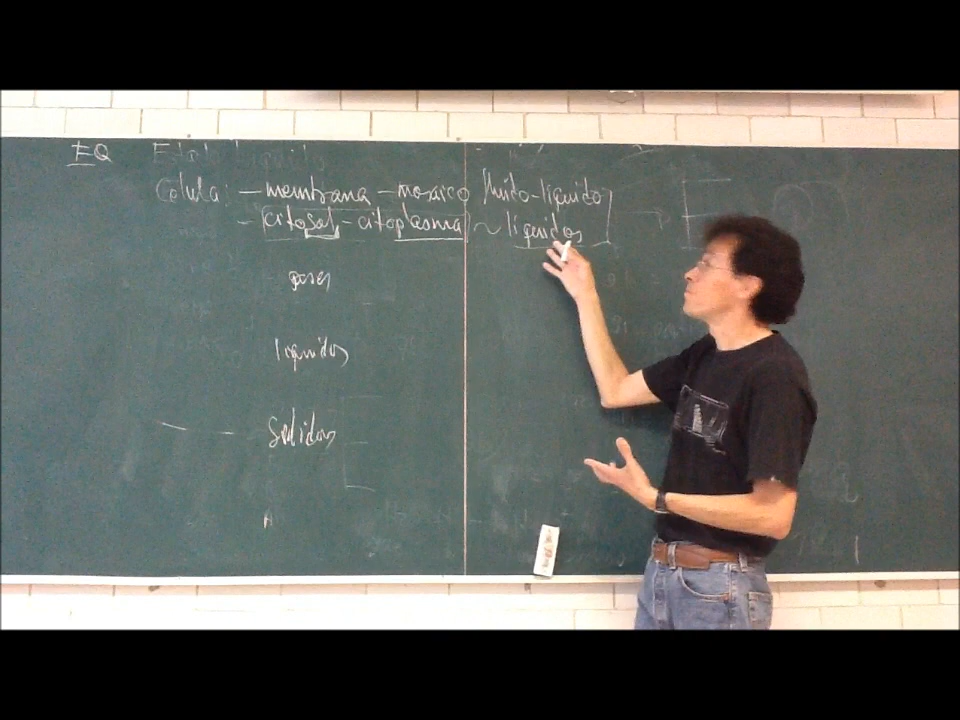 EQ Estado líquido
Célula: - membrana - mosaico fluido-líquido
- citosol - citoplasma ~ líquidos
gases
líquidos
Sólidos